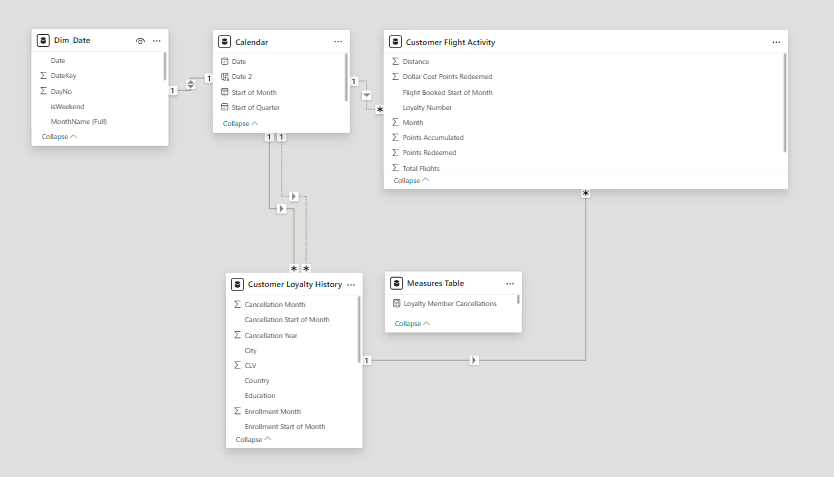 Dim_Date
Date
DateKey
DayNo
isWeekend
MonthName (Full)
Collapse
1
1
Calendar
Date
Date 2
Start of Month
Start of Quarter
Collapse
1
*
1
1
Customer Flight Activity
Distance
Dollar Cost Points Redeemed
Flight Booked Start of Month
Loyalty Number
Month
Points Accumulated
Points Redeemed
Total Flights
Collapse
*
*
*
Customer Loyalty History
Cancellation Month
Cancellation Start of Month
Cancellation Year
City
CLV
Country
Education
Enrollment Month
Enrollment Start of Month
Collapse
1
Measures Table
Loyalty Member Cancellations
Collapse